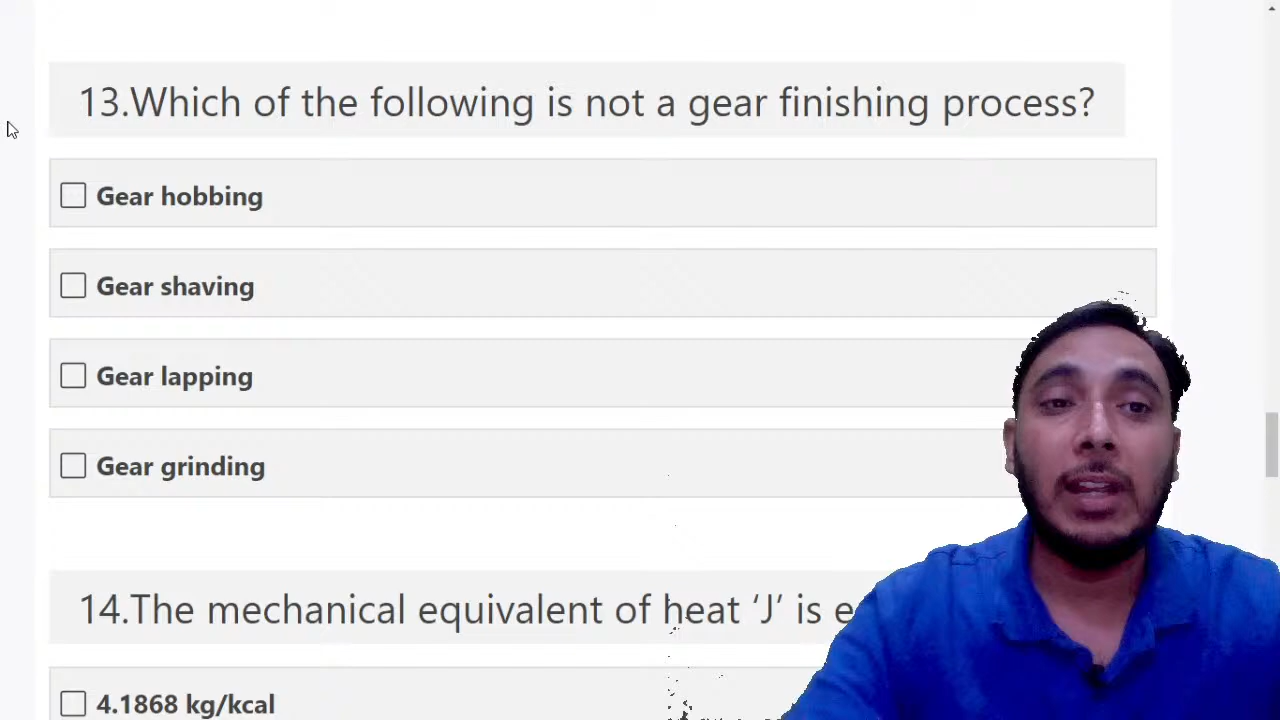 13.Which of the following is not a gear finishing process?
Gear hobbing
Gear shaving
Gear lapping
Gear grinding
14.The mechanical equivalent of heat ‘J’ is
4.1868 kg/kcal